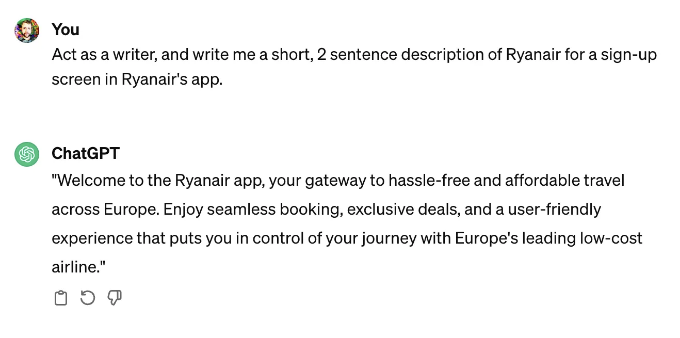 You
Act as a writer, and write me a short, 2 sentence description of Ryanair for a sign-up
screen in Ryanair's app.
ChatGPT
"Welcome to the Ryanair app, your gateway to hassle-free and affordable travel
across Europe. Enjoy seamless booking, exclusive deals, and a user-friendly
experience that puts you in control of your journey with Europe's leading low-cost
airline."